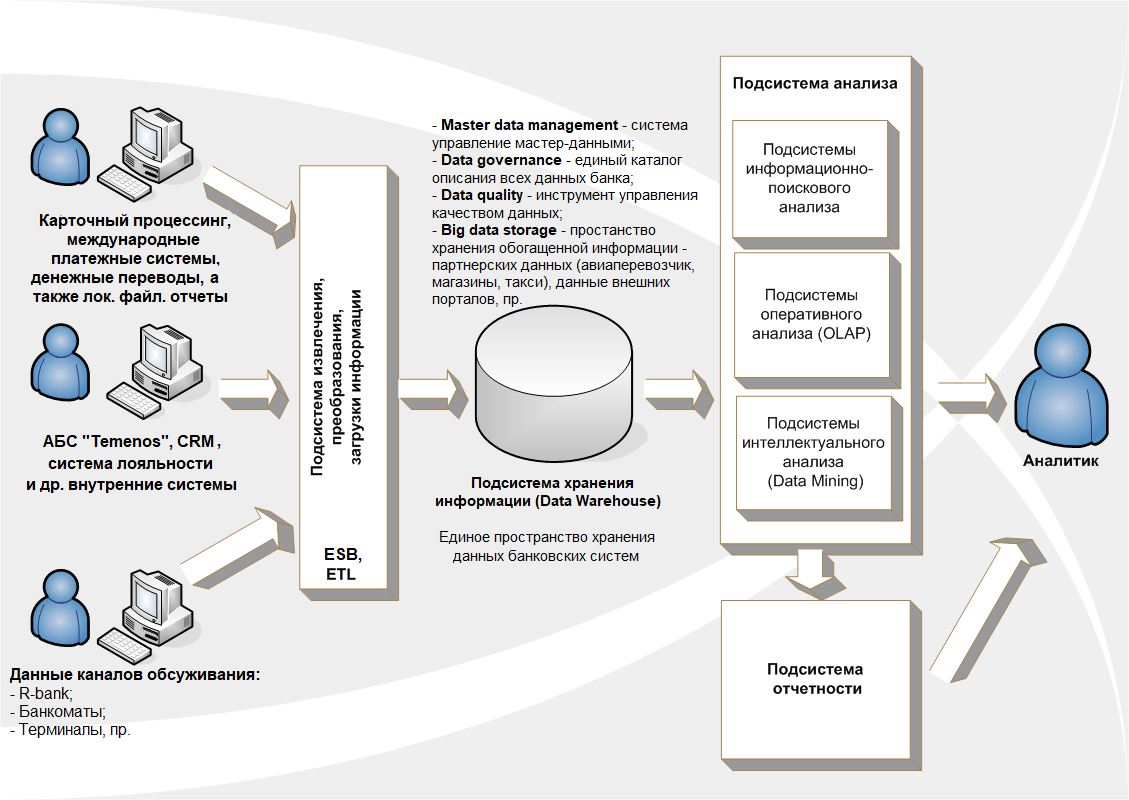 Карточный процессинг,
международные
платежные системы,
денежные переводы, а
также лок. файл. отчеты
АБС "Temenos", CRM ,
система лояльности
и др. внутренние системы
Данные каналов обсуживания:
- R-bank;
- Банкоматы;
- Терминалы, пр.
Подсистема извлечения,
преобразования,
загрузки информации
ESB,
ETL
- Master data management - система
управление мастер-данными;
- Data governance - единый каталог
описания всех данных банка;
- Data quality - инструмент управления
качеством данных;
- Big data storage - простанство
хранения обогащенной информации -
партнерских данных (авиаперевозчик,
магазины, такси), данные внешних
порталов, пр.
Подсистема хранения
информации (Data Warehouse)
Единое пространство хранения
данных банковских систем
Подсистема анализа
Подсистемы
информационно-
поискового
анализа
Подсистемы
оперативного
анализа (OLAP)
Подсистемы
интеллектуального
анализа
(Data Mining)
Подсистема
отчетности
Аналитик